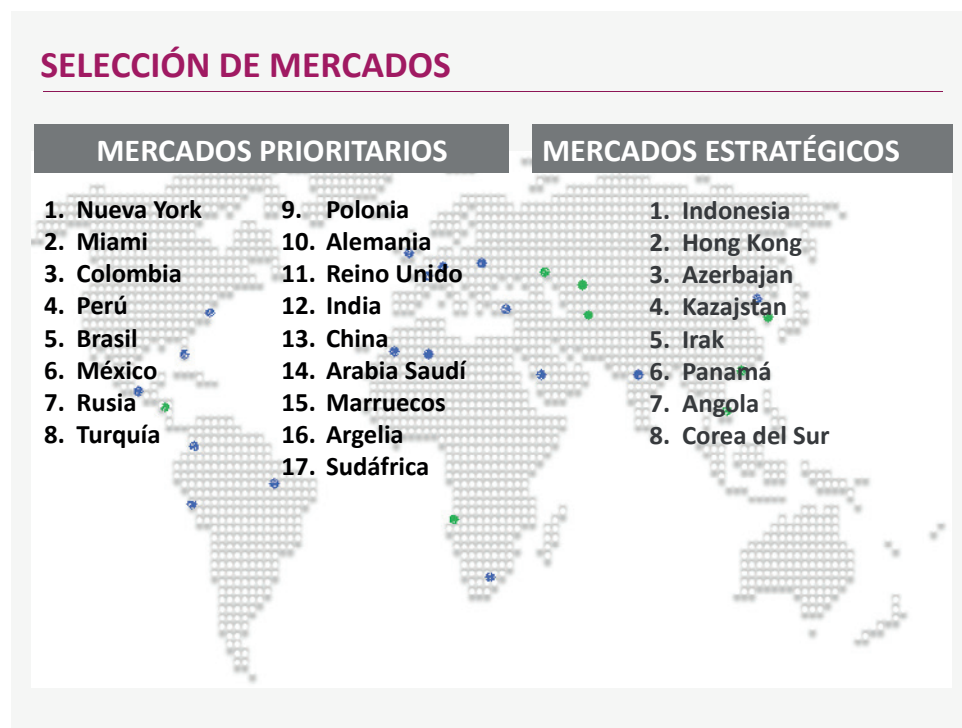 SELECCIÓN DE MERCADOS
MERCADOS PRIORITARIOS
1. Nueva York
2. Miami
3. Colombia
4. Perú
5. Brasil
6. México
7. Rusia
8. Turquía
9. Polonia
10. Alemania
11. Reino Unido
12. India
13. China
14. Arabia Saudí
15. Marruecos
16. Argelia
17. Sudáfrica
MERCADOS ESTRATÉGICOS
1. Indonesia
2. Hong Kong
3. Azerbajan
4. Kazajstan
5. Irak
6. Panamá
7. Angola
8. Corea del Sur